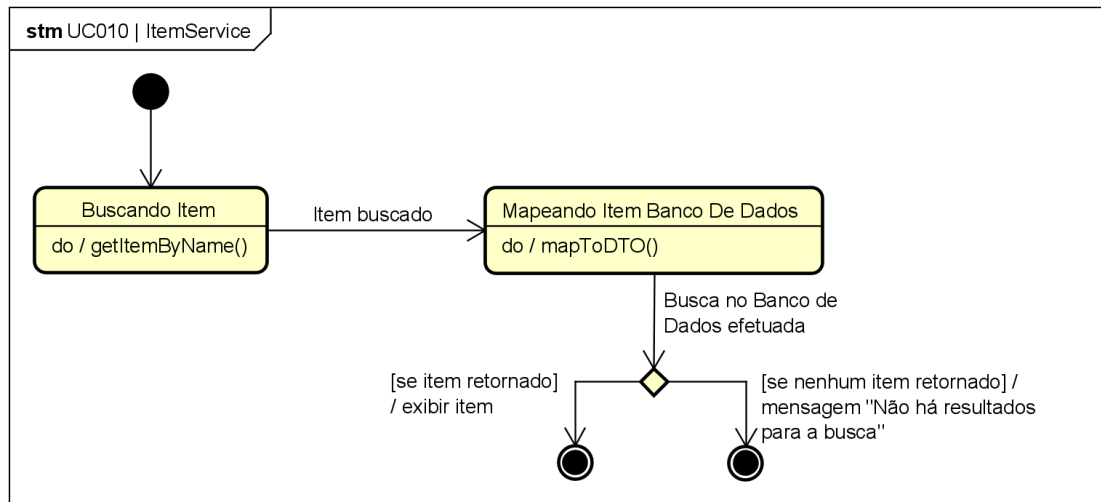 stm UC010 | ItemService
Buscando Item
do / getItemByName()
Item buscado
Mapeando Item Banco De Dados
do / mapToDTO()
Busca no Banco de
Dados efetuada
[se item retornado]
/ exibir item
[se nenhum item retornado] /
mensagem "Não há resultados
para a busca"